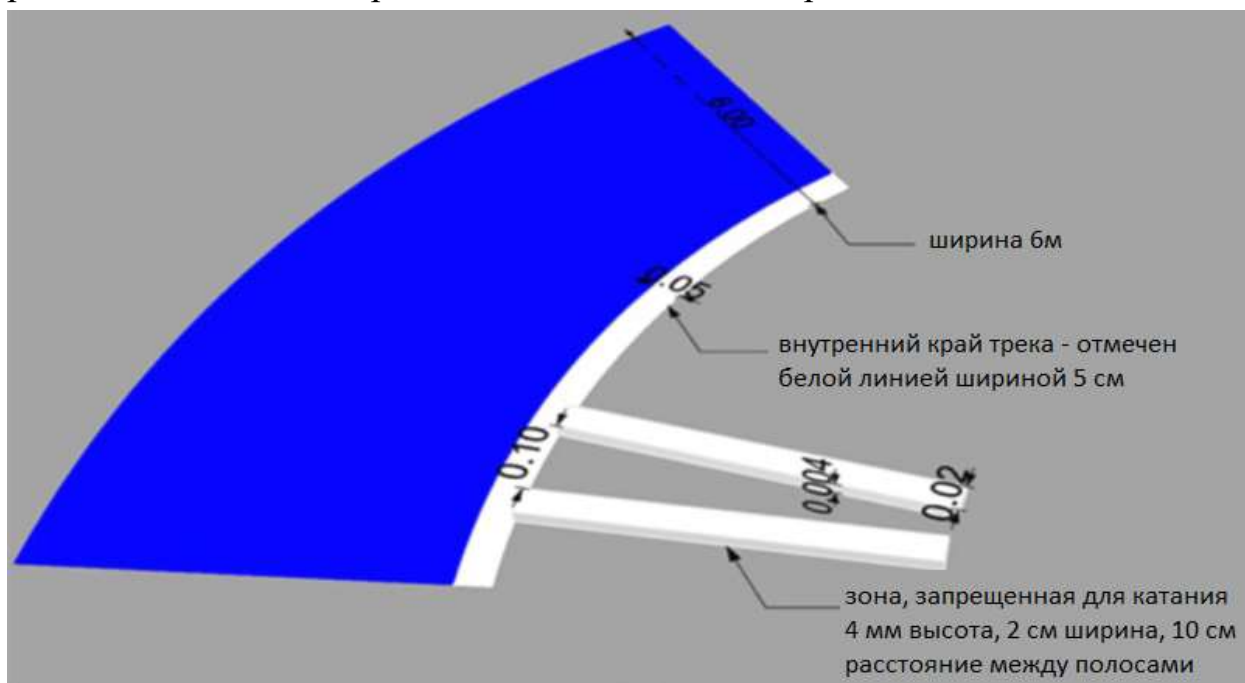 6.00
ширина 6м
0.05
внутренний край трека - отмечен
белой линией шириной 5 см
0.10
0.004
0.02
зона, запрещенная для катания
4 мм высота, 2 см ширина, 10 см
расстояние между полосами